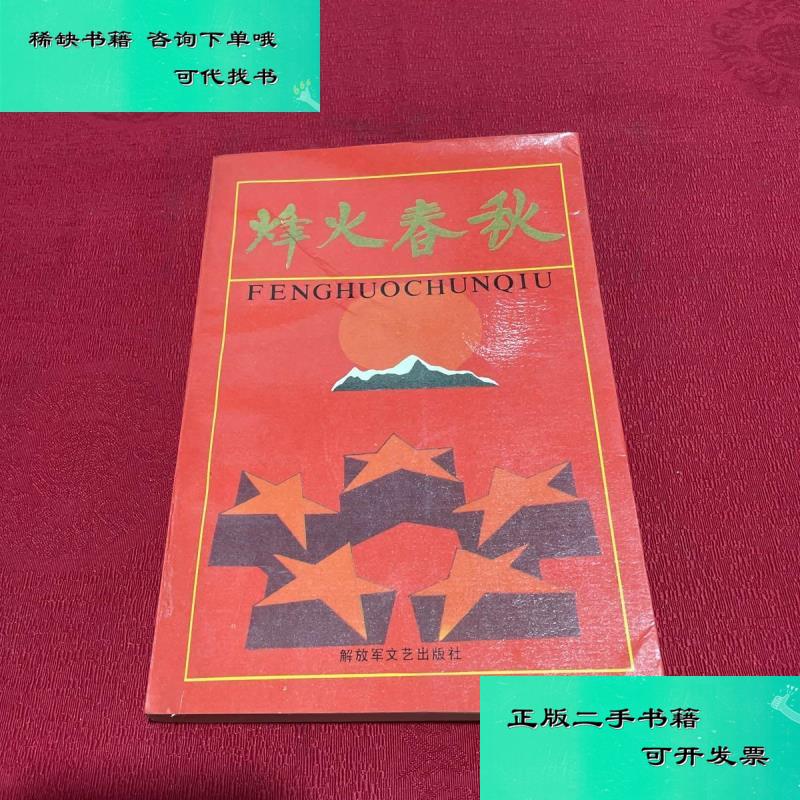 稀缺书籍 咨询下单哦
可代找书
烽火春秋
FENGHUOCHUNQIU
解放军文艺出版社
正版二手书籍
可开发票